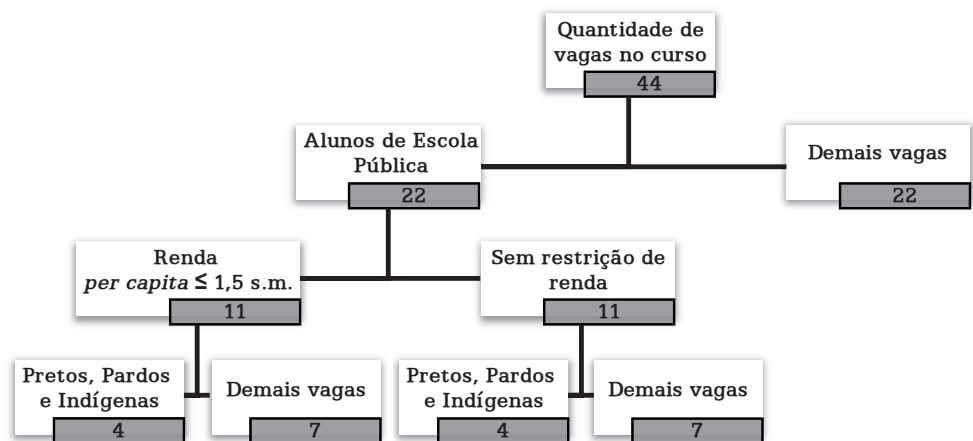 Quantidade de
vagas no curso
44
Alunos de Escola
Pública
22
Demais vagas
22
Renda
per capita ≤ 1,5 s.m.
11
Sem restrição de
renda
11
Pretos, Pardos
e Indígenas
4
Demais vagas
7
Pretos, Pardos
e Indígenas
4
Demais vagas
7